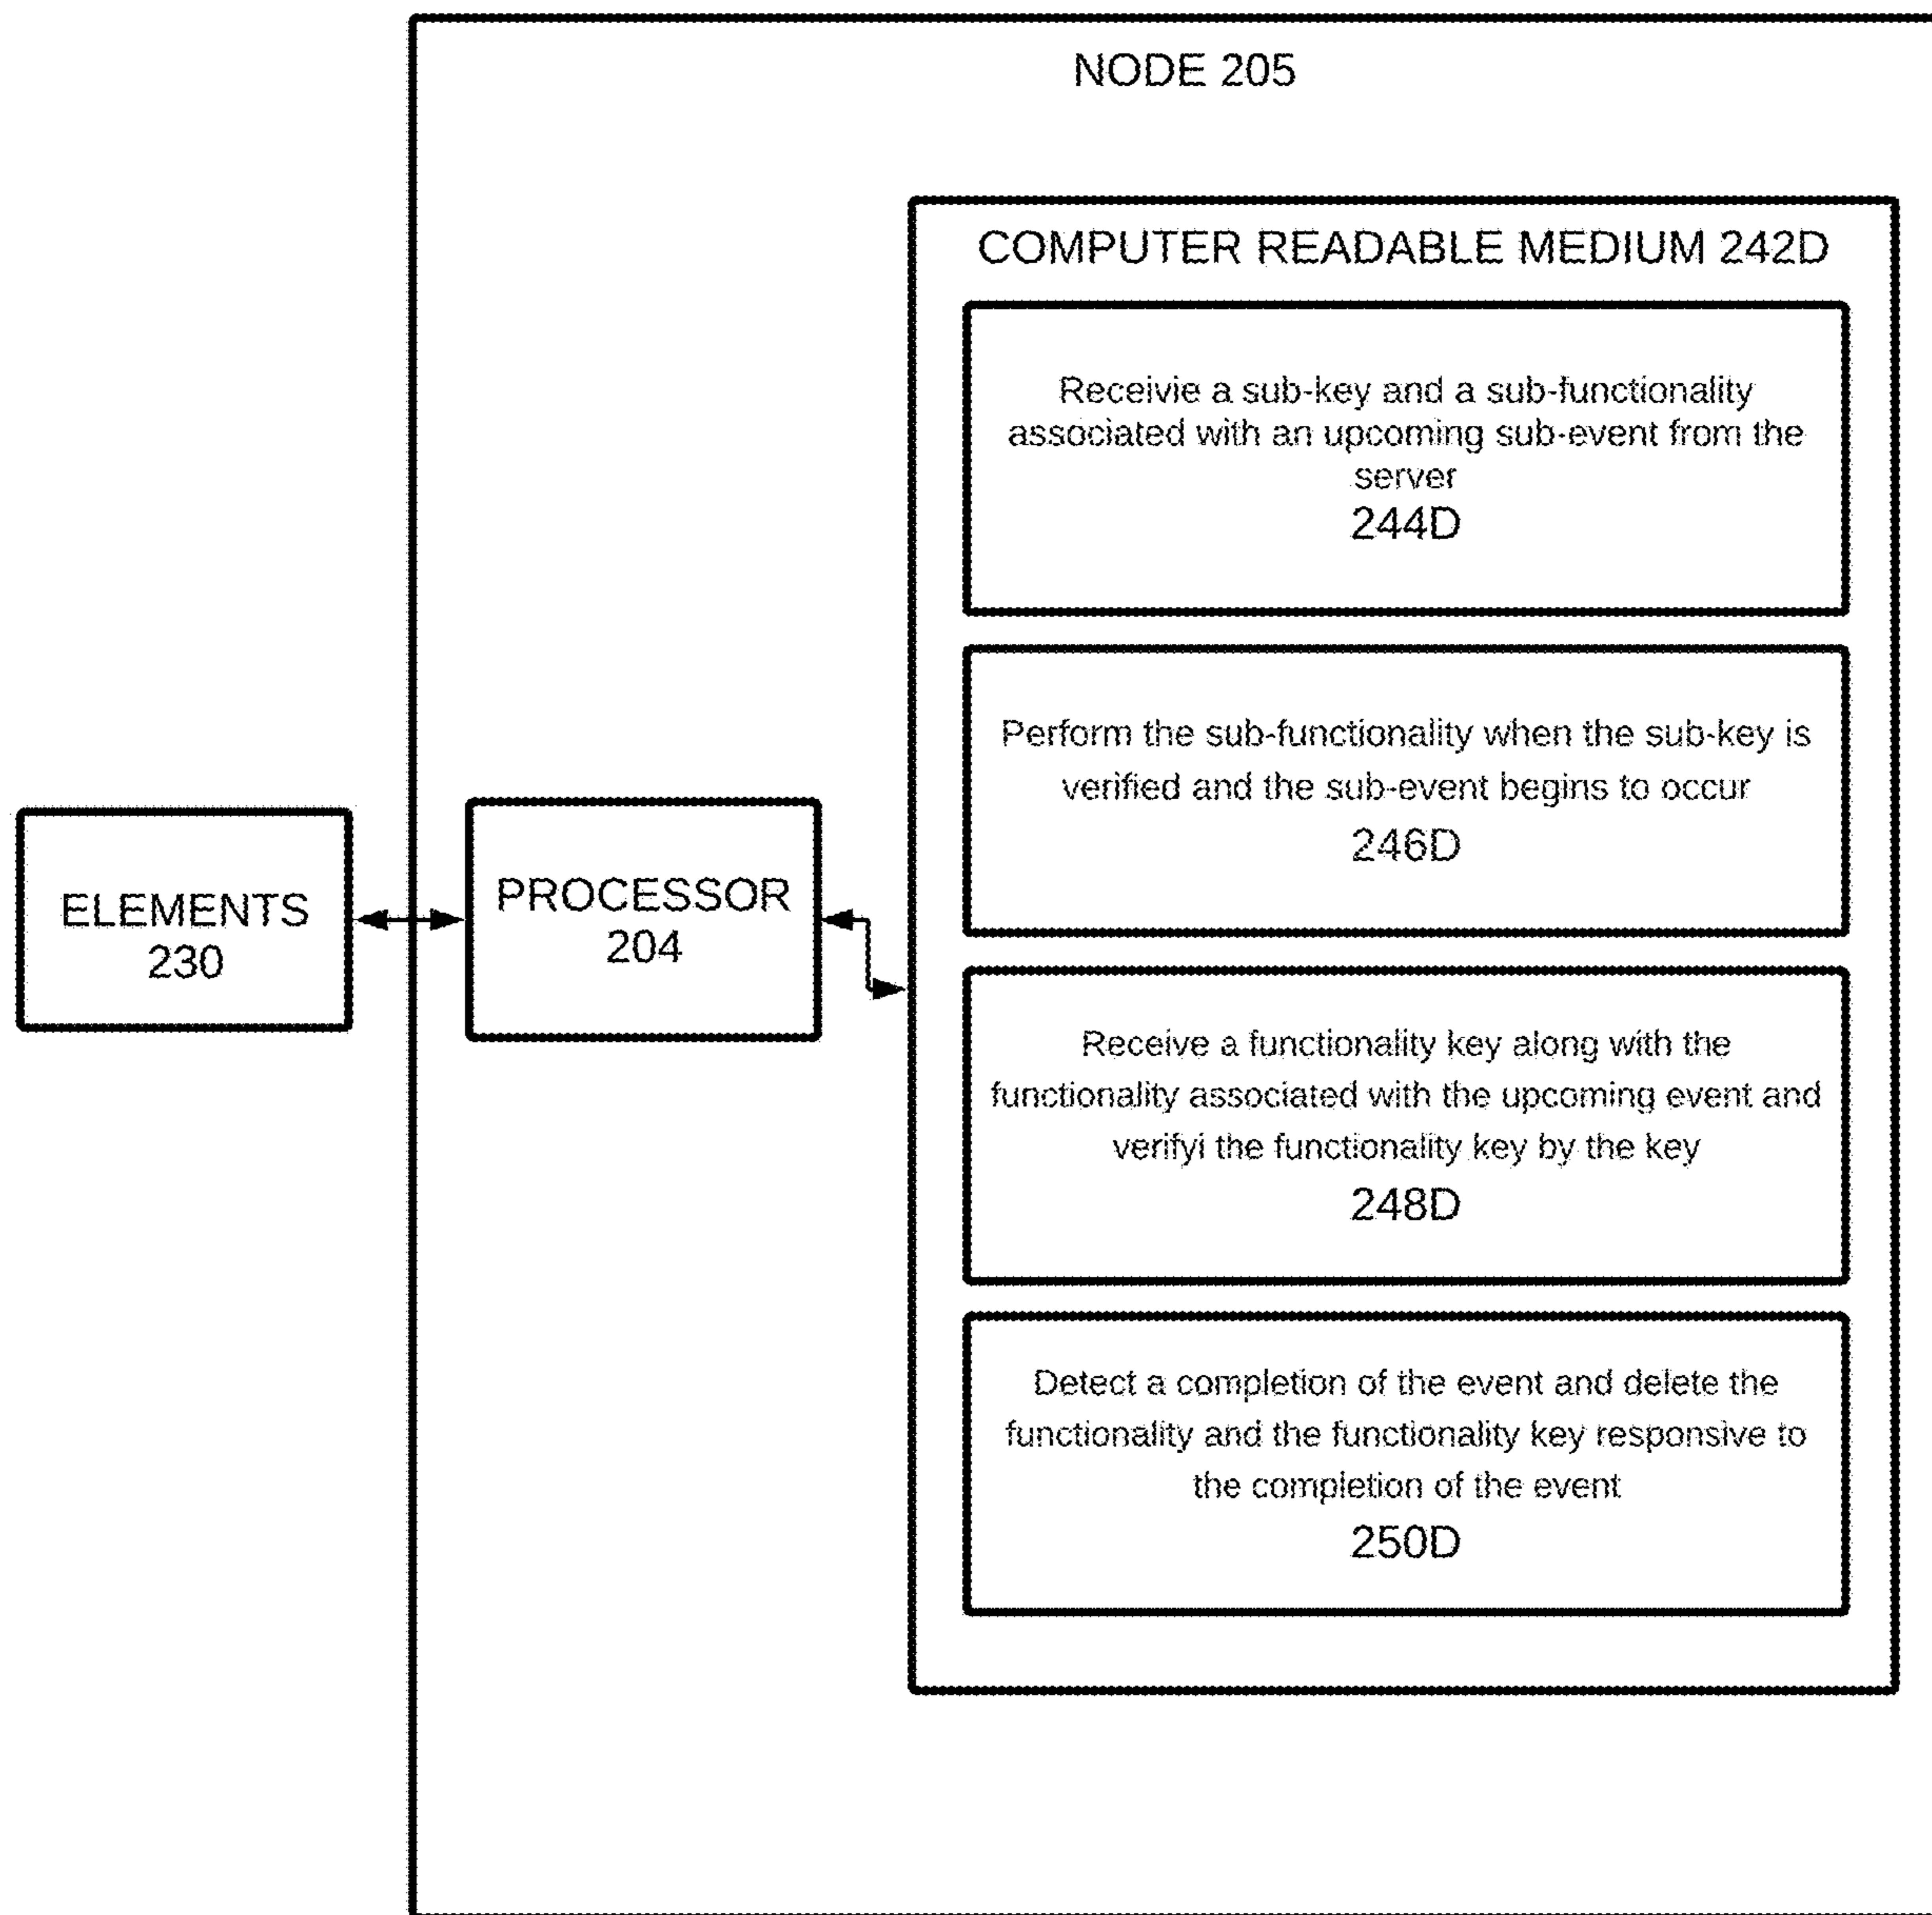 NODE 205
COMPUTER READABLE MEDIUM 242D
Receivie a sub-key and a sub-functionality
associated with an upcoming sub-event from the
server
244D
Perform the sub-functionality when the sub-key is
verified and the sub-event begins to occur
246D
ELEMENTS
230
PROCESSOR
204
Receive a functionality key along with the
functionality associated with the upcoming event and
verifyi the functionality key by the key
248D
Detect a completion of the event and delete the
functionality and the functionality key responsive to
the completion of the event
250D